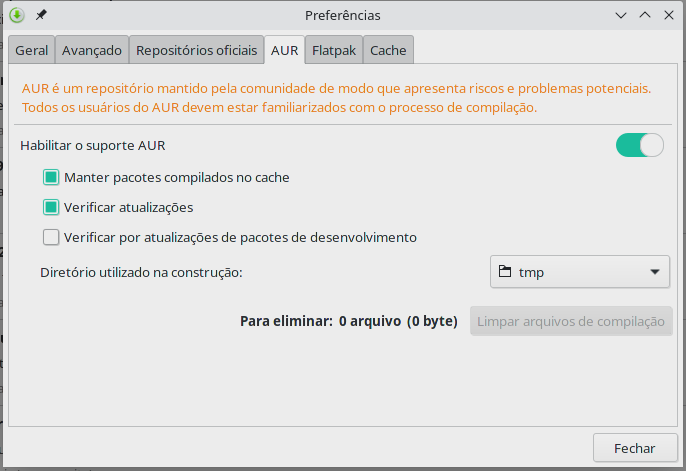 Preferências
Geral Avançado Repositórios oficiais AUR Flatpak Cache
AUR é um repositório mantido pela comunidade de modo que apresenta riscos e problemas potenciais.
Todos os usuários do AUR devem estar familiarizados com o processo de compilação.
Habilitar o suporte AUR
Manter pacotes compilados no cache
Verificar atualizações
Verificar por atualizações de pacotes de desenvolvimento
Diretório utilizado na construção: tmp
Para eliminar: 0 arquivo (0 byte) Limpar arquivos de compilação
Fechar